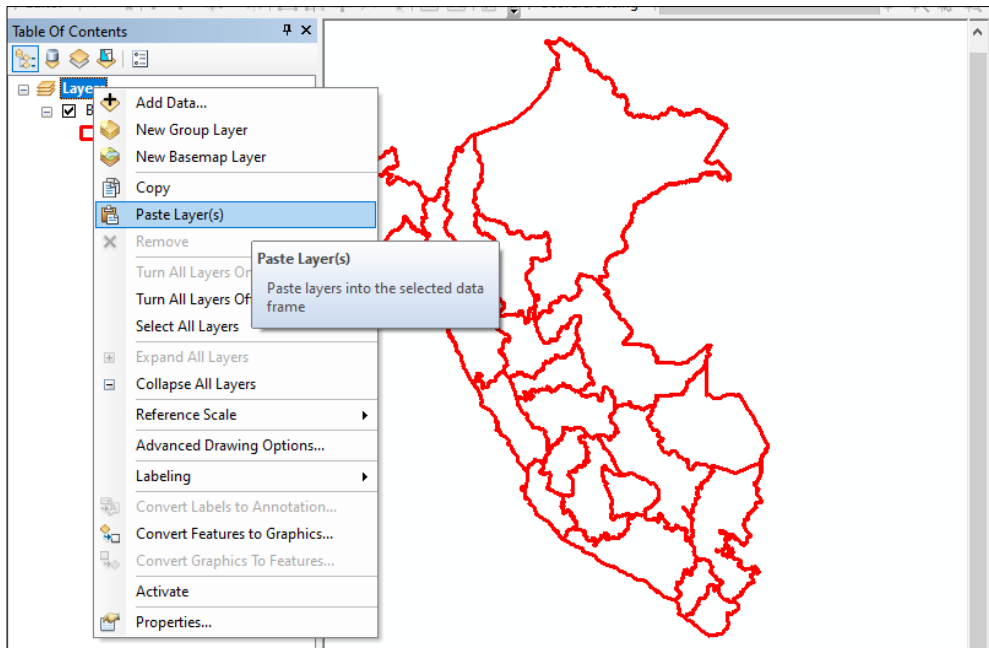 Table Of Contents
Layers
B
Add Data...
New Group Layer
New Basemap Layer
Copy
Paste Layer(s)
Remove
Paste Layer(s)
Paste layers into the selected data
frame
Turn All Layers On
Turn All Layers Of
Select All Layers
Expand All Layers
Collapse All Layers
Reference Scale
Advanced Drawing Options...
Labeling
Convert Labels to Annotation...
Convert Features to Graphics...
Convert Graphics To Features...
Activate
Properties...